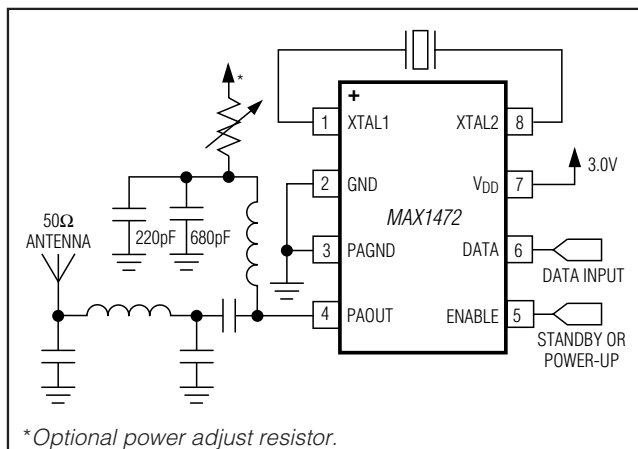 *
+
1 XTAL1 XTAL2 8
2 GND VDD 7 3.0V
MAX1472
220pF 680pF
50Ω
ANTENNA
3 PAGND DATA 6
DATA INPUT
4 PAOUT ENABLE 5
STANDBY OR
POWER-UP
*Optional power adjust resistor.